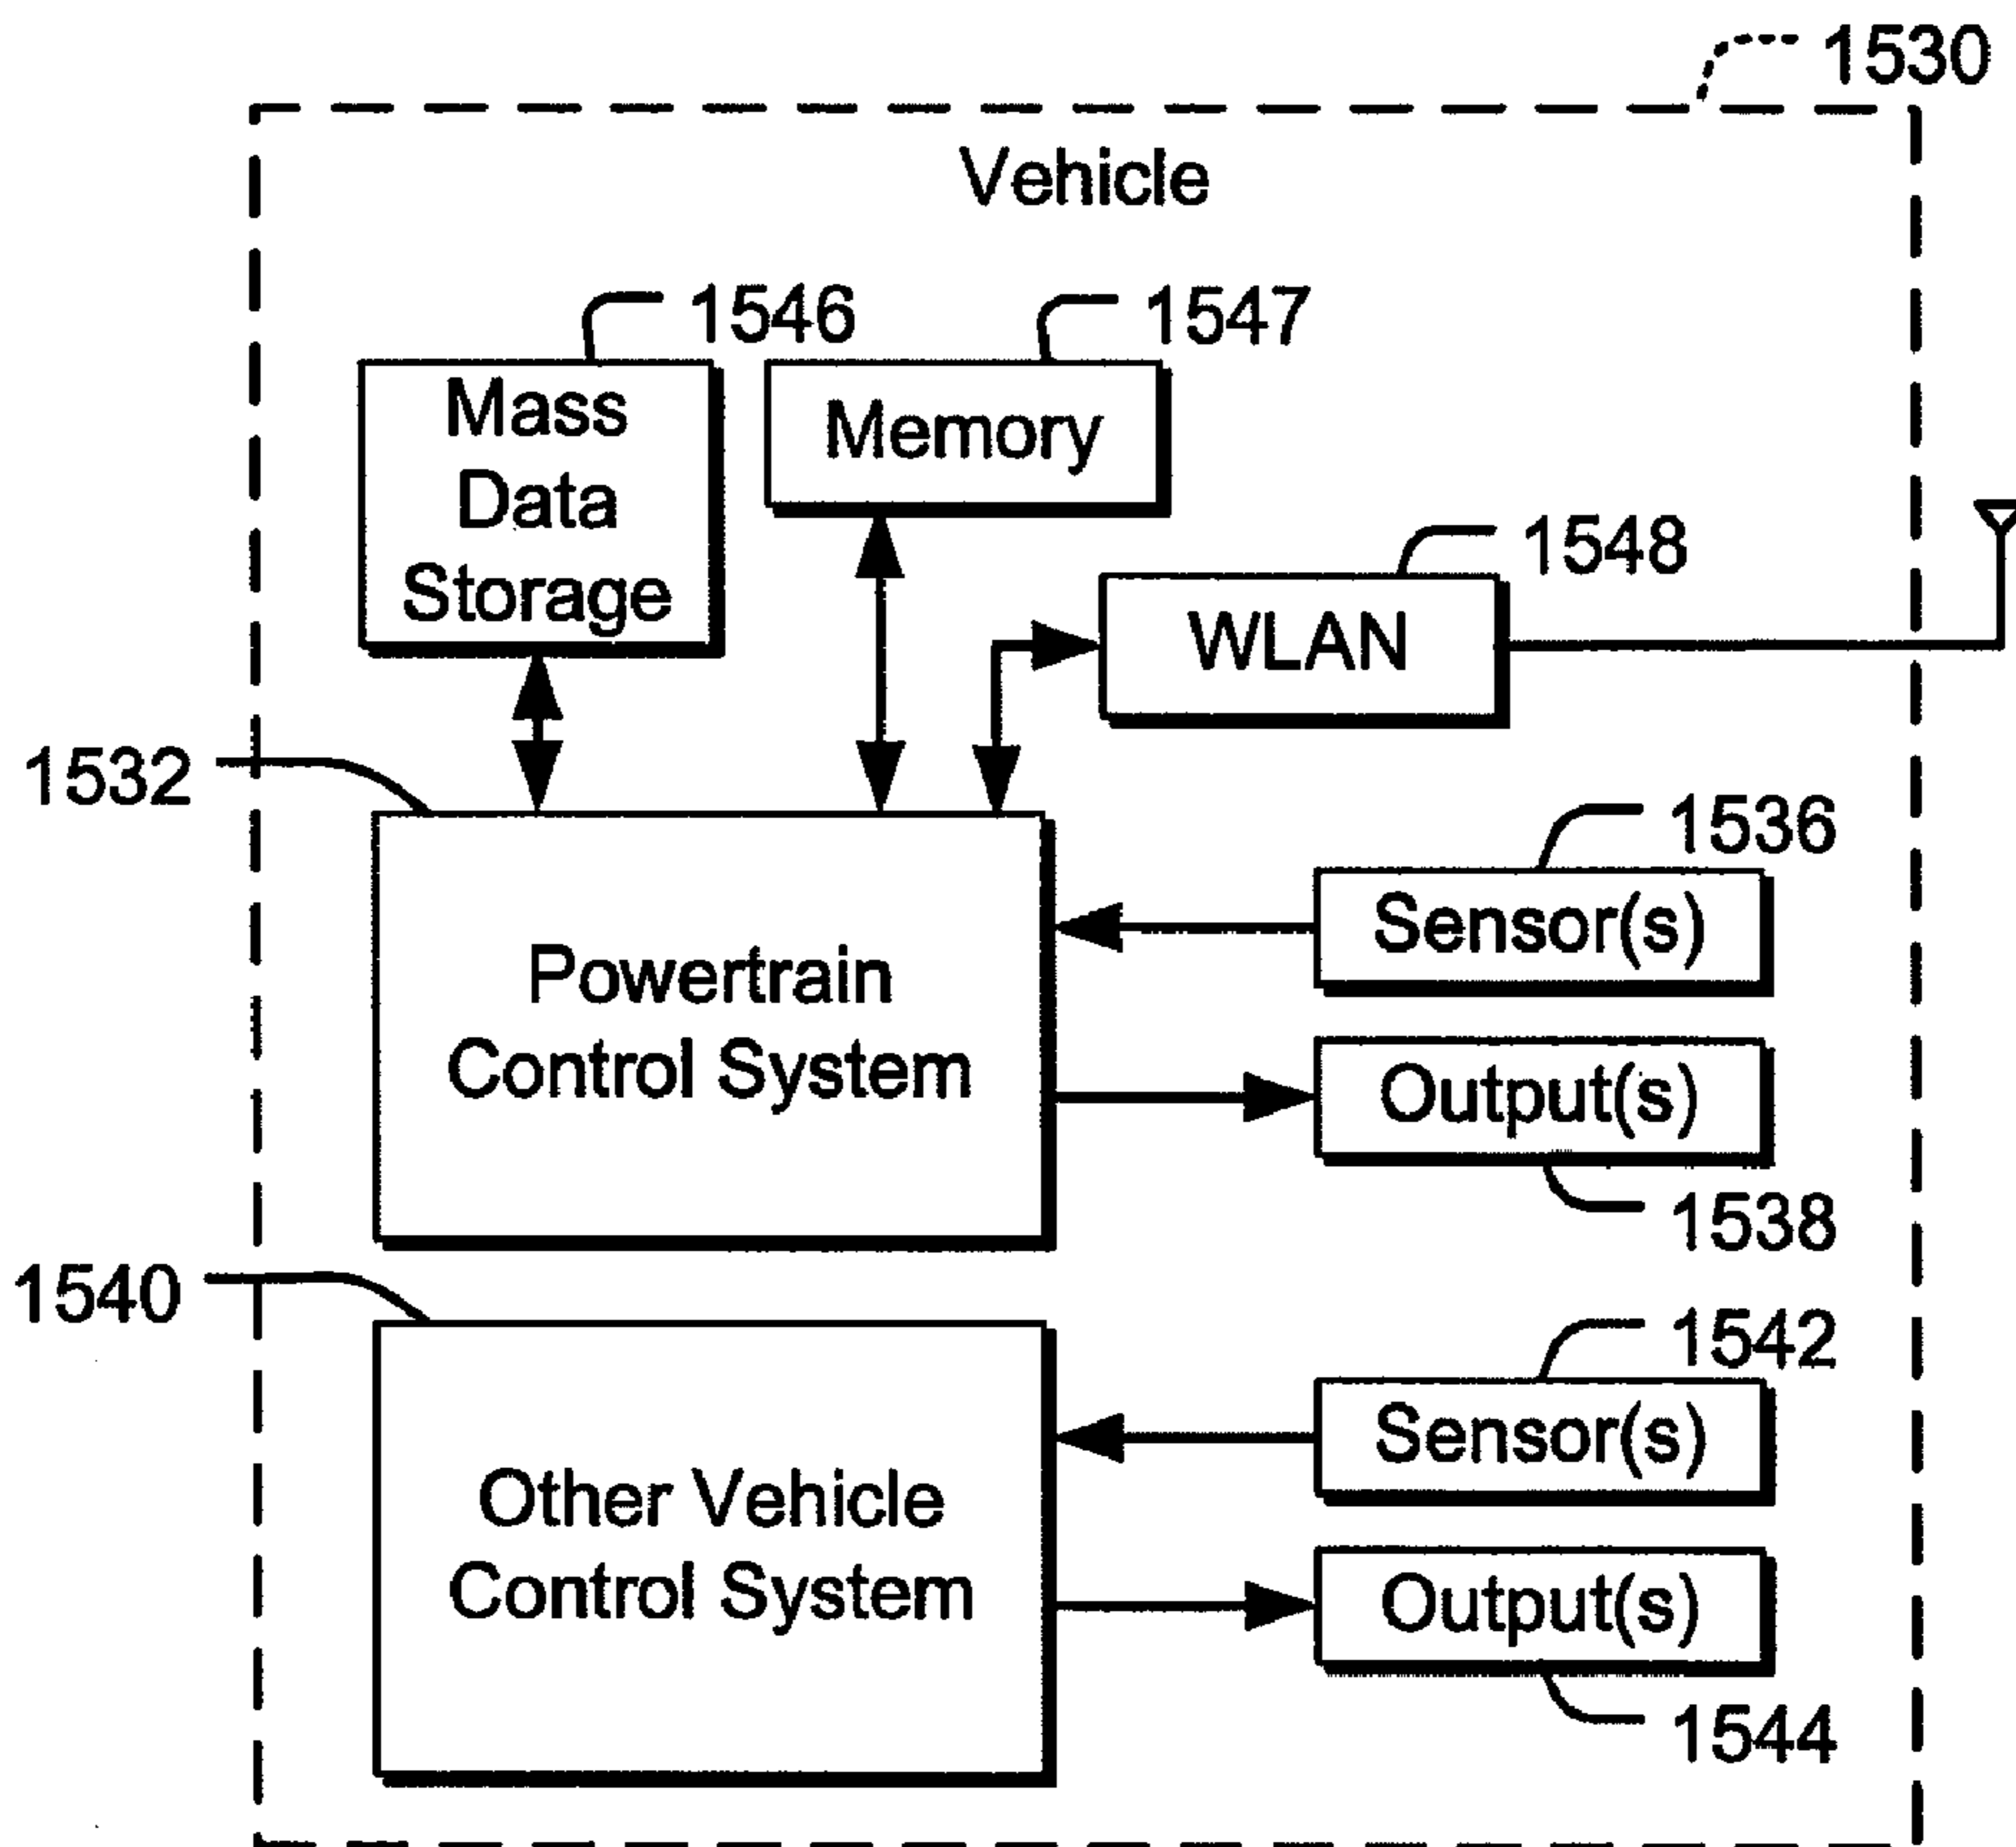 1530
Vehicle
1546
1547
Mass
Data
Storage
Memory
1548
WLAN
1532
1536
Sensor(s)
Powertrain
Control System
Output(s)
1538
1540
1542
Sensor(s)
Other Vehicle
Control System
Output(s)
1544